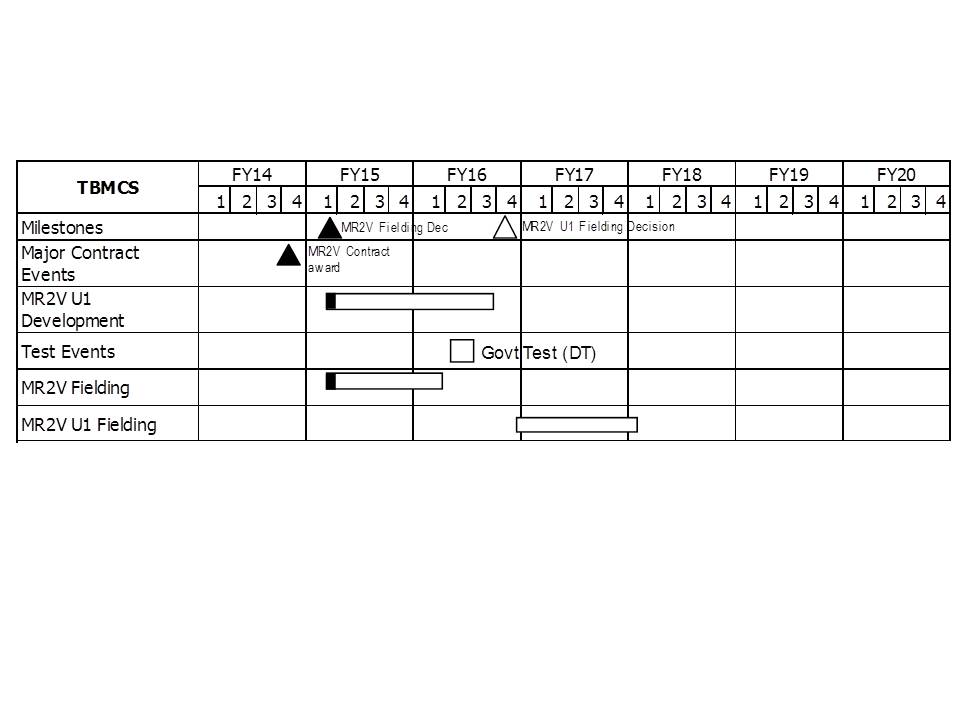 TBMCS
FY14 FY15 FY16 FY17 FY18 FY19 FY20
1 2 3 4 1 2 3 4 1 2 3 4 1 2 3 4 1 2 3 4 1 2 3 4 1 2 3 4
Milestones
MR2V Fielding Dec
MR2V U1 Fielding Decision
Major Contract
Events
MR2V Contract
award
MR2V U1
Development
Test Events
Govt Test (DT)
MR2V Fielding
MR2V U1 Fielding